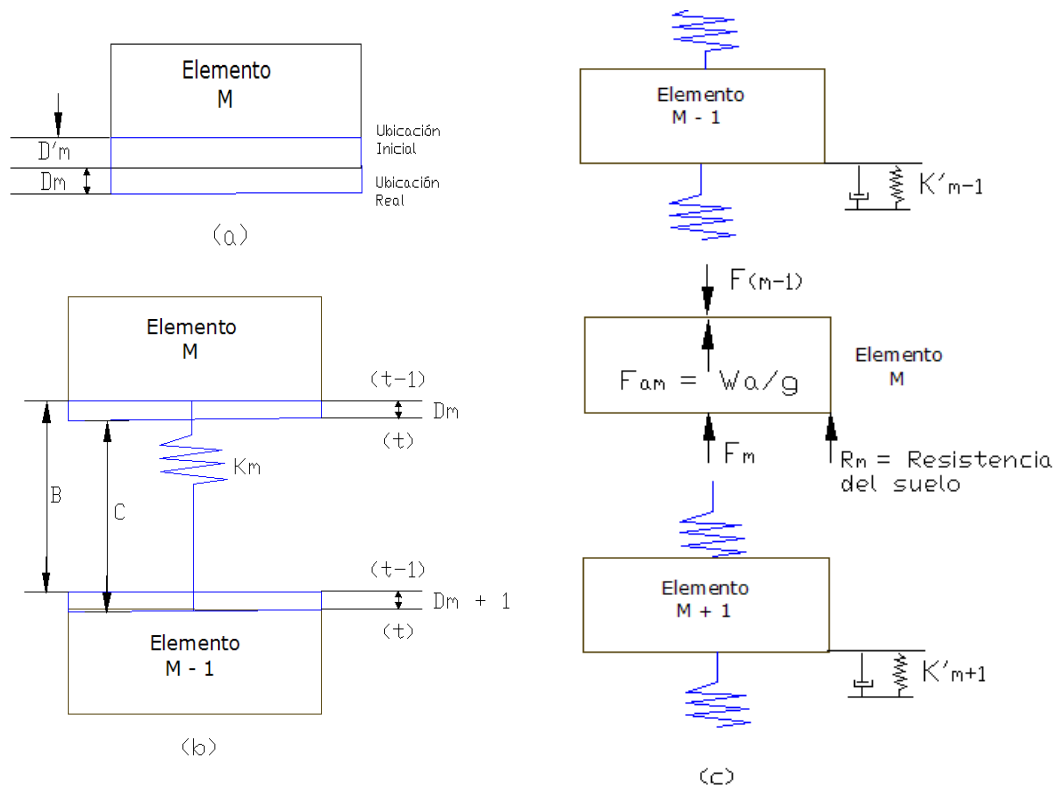 Elemento
M
Ubicación
Inicial
D'm
Dm
Ubicación
Real
(a)
Elemento
M
(t-1)
Dm
(t)
Km
B
C
(t-1)
Dm + 1
(t)
Elemento
M - 1
(b)
Elemento
M - 1
K'm-1
F(m-1)
Elemento
M
Fam = Wa/g
Fm
Rm = Resistencia
del suelo
Elemento
M + 1
K'm+1
(c)